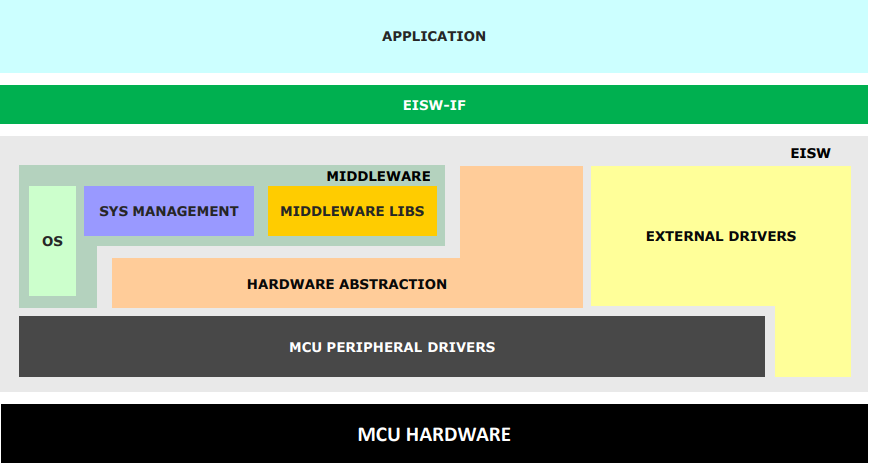 APPLICATION
EISW-IF
EISW
MIDDLEWARE
SYS MANAGEMENT
MIDDLEWARE LIBS
OS
EXTERNAL DRIVERS
HARDWARE ABSTRACTION
MCU PERIPHERAL DRIVERS
MCU HARDWARE